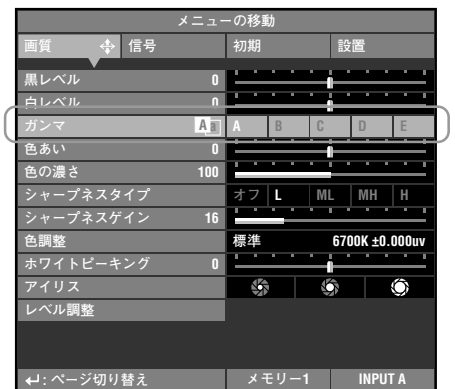 メニューの移動
画質 信号 初期 設置
黒レベル 0
白レベル 0
ガンマ Aa A B C D E
色あい 0
色の濃さ 100
シャープネスタイプ オフ L ML MH H
シャープネスゲイン 16
色調整 標準 6700K ±0.000uv
ホワイトピーキング 0
アイリス
レベル調整
↵: ページ切り替え メモリー1 INPUT A